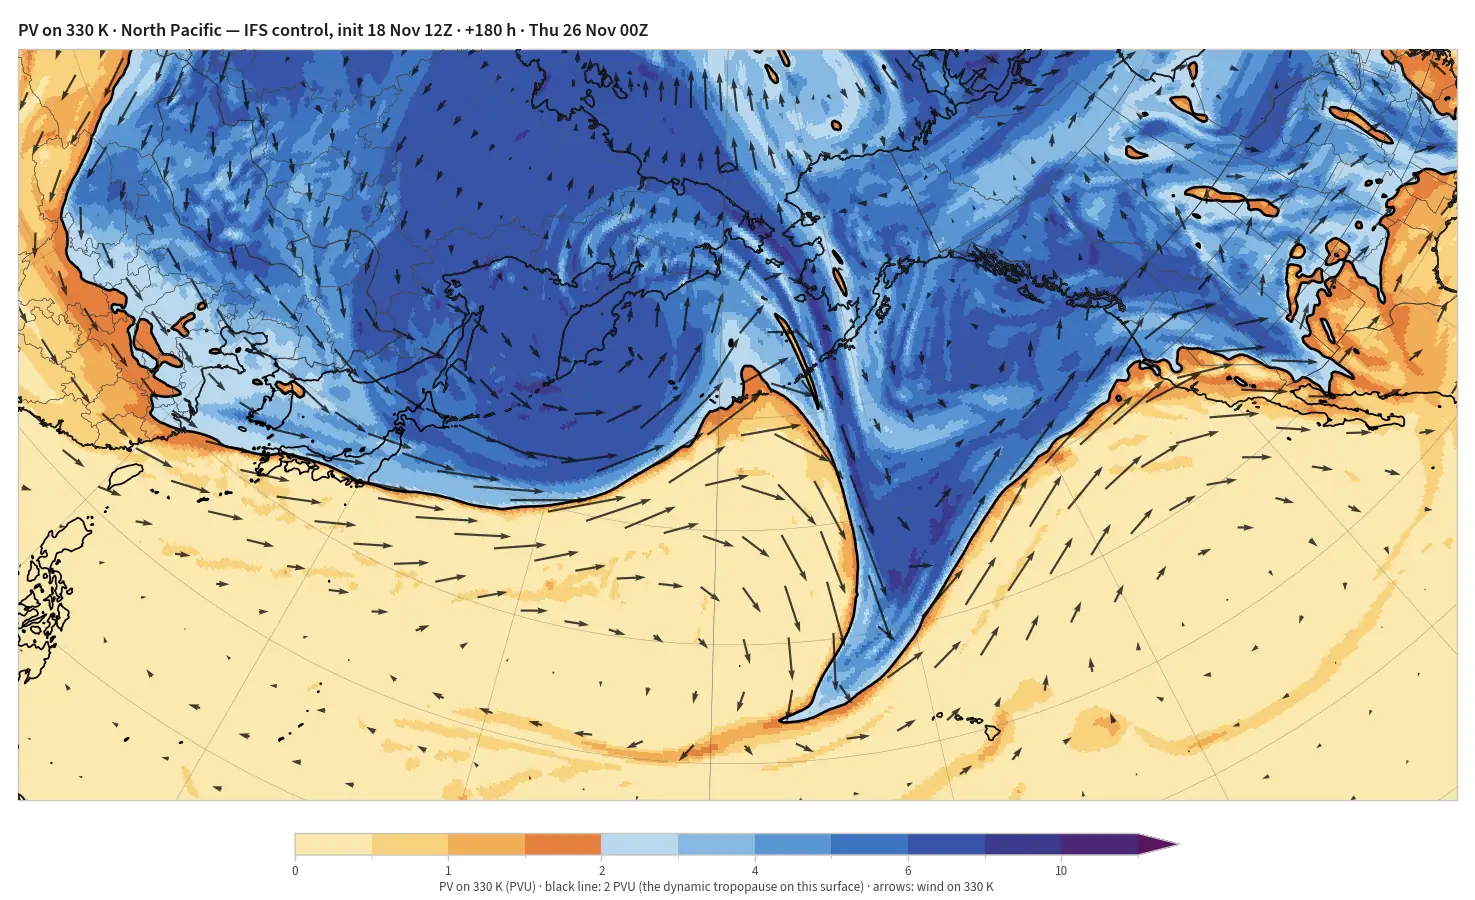 PV on 330 K · North Pacific — IFS control, init 18 Nov 12Z · +180 h · Thu 26 Nov 00Z
0 1 2 4 6 10
PV on 330 K (PVU) · black line: 2 PVU (the dynamic tropopause on this surface) · arrows: wind on 330 K